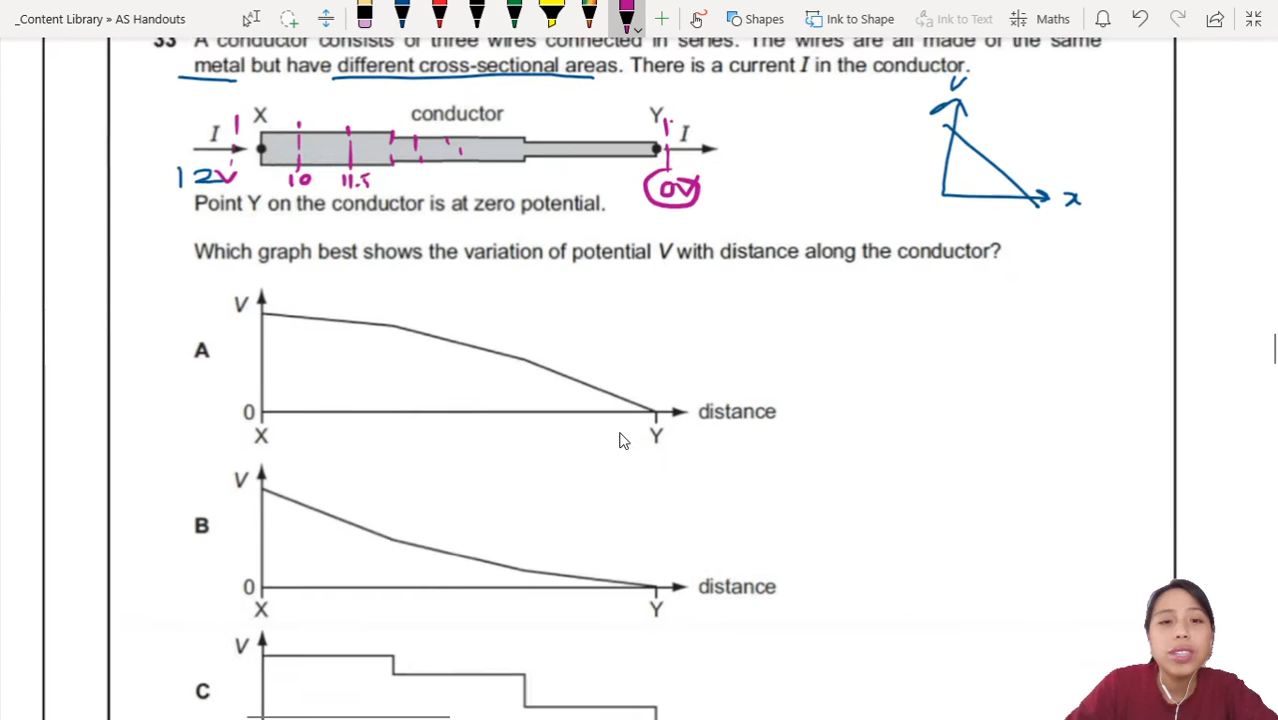 _Content Library » AS Handouts
Shapes
Ink to Shape
Ink to Text
Maths
33 A conductor consists of three wires connected in series. The wires are all made of the same
metal but have different cross-sectional areas. There is a current I in the conductor.
V
X conductor Y
I I
12V 10 11.5 0V
x
Point Y on the conductor is at zero potential.
Which graph best shows the variation of potential V with distance along the conductor?
V
A
0 distance
X Y
V
B
0 distance
X Y
V
C